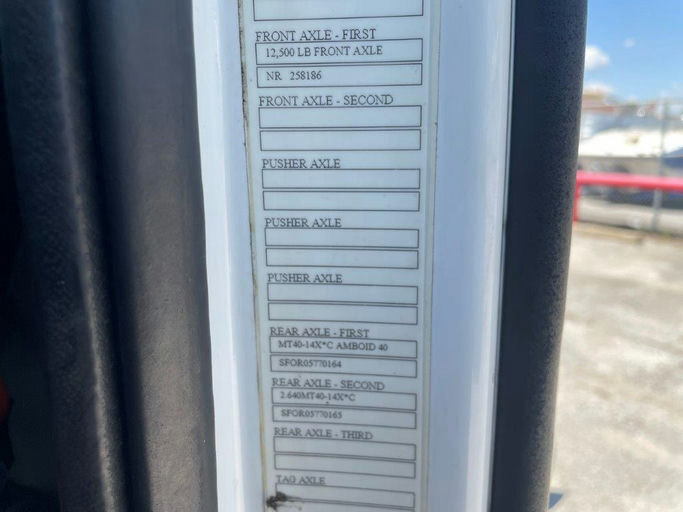 FRONT AXLE - FIRST
12,500 LB FRONT AXLE
NR 258186
FRONT AXLE - SECOND
PUSHER AXLE
PUSHER AXLE
PUSHER AXLE
REAR AXLE - FIRST
MT40-14X*C AMBOID 40
SFOR05770164
REAR AXLE - SECOND
2.640MT40-14X*C
SFOR05770165
REAR AXLE - THIRD
TAG AXLE